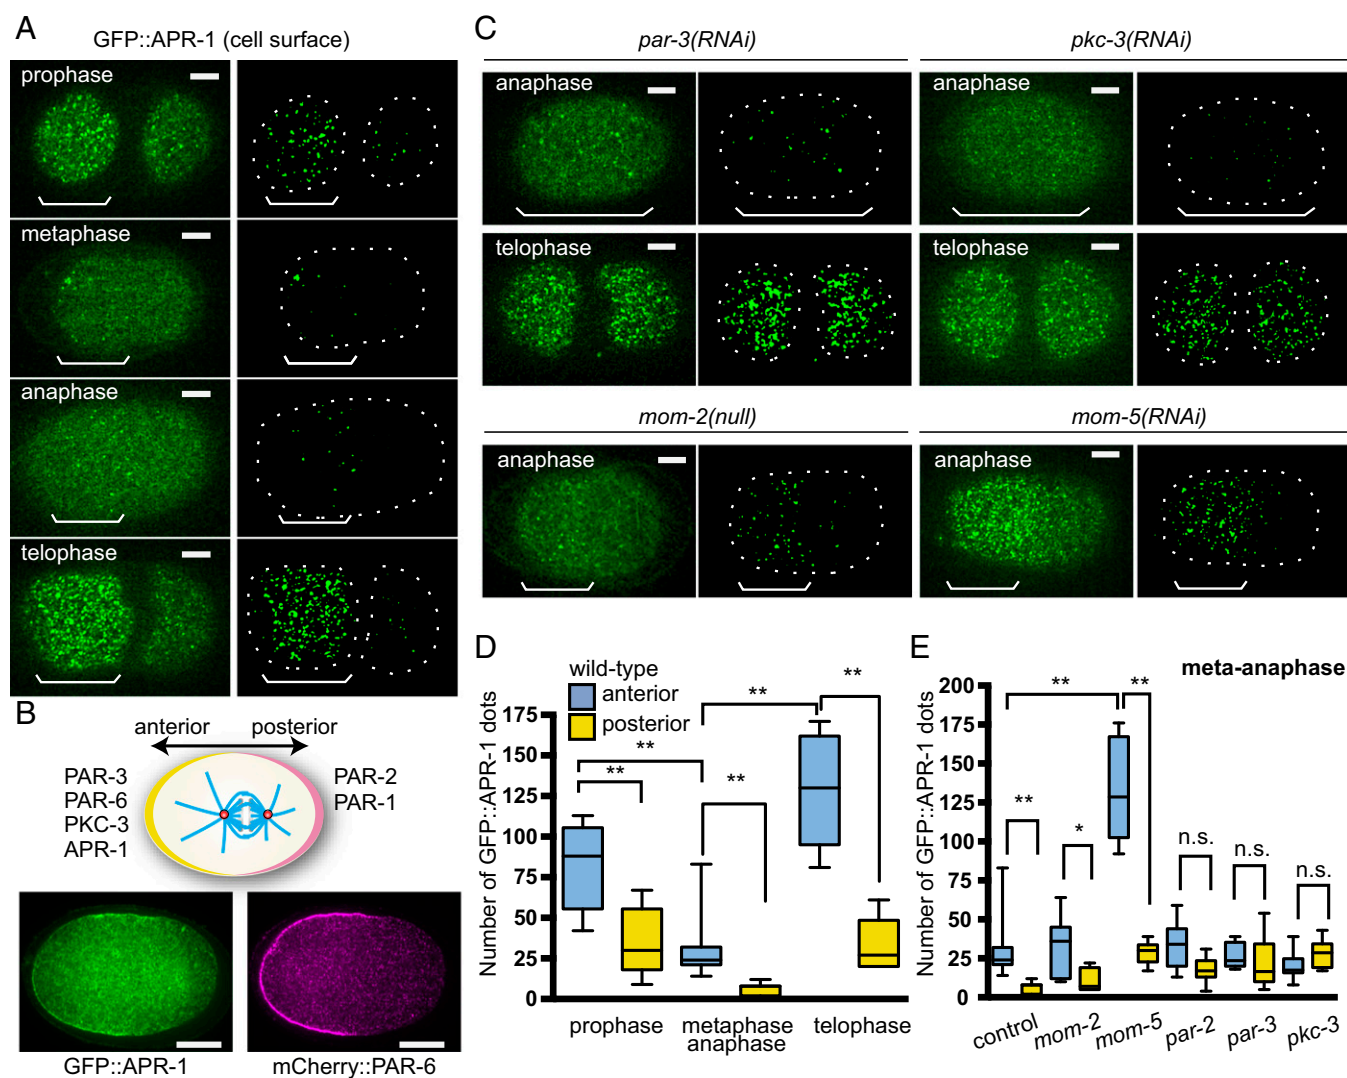 A
GFP::APR-1 (cell surface)
prophase
metaphase
anaphase
telophase
B
anterior posterior
PAR-3
PAR-6
PKC-3
APR-1
PAR-2
PAR-1
GFP::APR-1
mCherry::PAR-6
C
par-3(RNAi)
pkc-3(RNAi)
anaphase
anaphase
telophase
telophase
mom-2(null)
mom-5(RNAi)
anaphase
anaphase
D
wild-type
anterior
posterior
Number of GFP::APR-1 dots
175
150
125
100
75
50
25
0
**
**
**
**
**
prophase
metaphase
anaphase
telophase
E
meta-anaphase
Number of GFP::APR-1 dots
200
175
150
125
100
75
50
25
0
**
**
**
*
n.s.
n.s.
n.s.
control
mom-2
mom-5
par-2
par-3
pkc-3